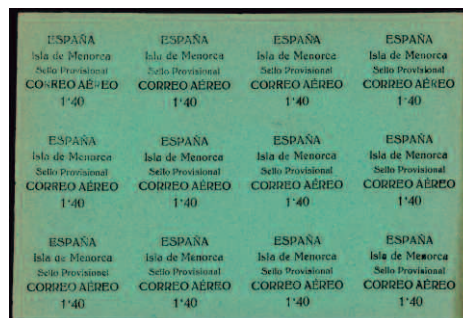 ESPAÑA ESPAÑA ESPAÑA ESPAÑA
Isla de Menorca Isla de Menorca Isla de Menorca Isla de Menorca
Sello Provisional Sello Provisional Sello Provisional Sello Provisional
CORREO AÉREO CORREO AÉREO CORREO AÉREO CORREO AÉREO
1'40 1'40 1'40 1'40
ESPAÑA ESPAÑA ESPAÑA ESPAÑA
Isla de Menorca Isla de Menorca Isla de Menorca Isla de Menorca
Sello Provisional Sello Provisional Sello Provisional Sello Provisional
CORREO AÉREO CORREO AÉREO CORREO AÉREO CORREO AÉREO
1'40 1'40 1'40 1'40
ESPAÑA ESPAÑA ESPAÑA ESPAÑA
Isla de Menorca Isla de Menorca Isla de Menorca Isla de Menorca
Sello Provisional Sello Provisional Sello Provisional Sello Provisional
CORREO AÉREO CORREO AÉREO CORREO AÉREO CORREO AÉREO
1'40 1'40 1'40 1'40